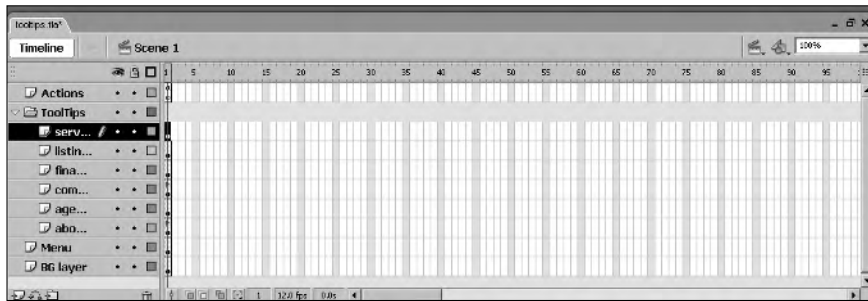 tooltips.fla*
Timeline Scene 1 100%
1 5 10 15 20 25 30 35 40 45 50 55 60 65 70 75 80 85 90 95
Actions
ToolTips
serv...
listin...
fina...
com...
age...
abo...
Menu
BG layer
1 12.0 fps 0.0s